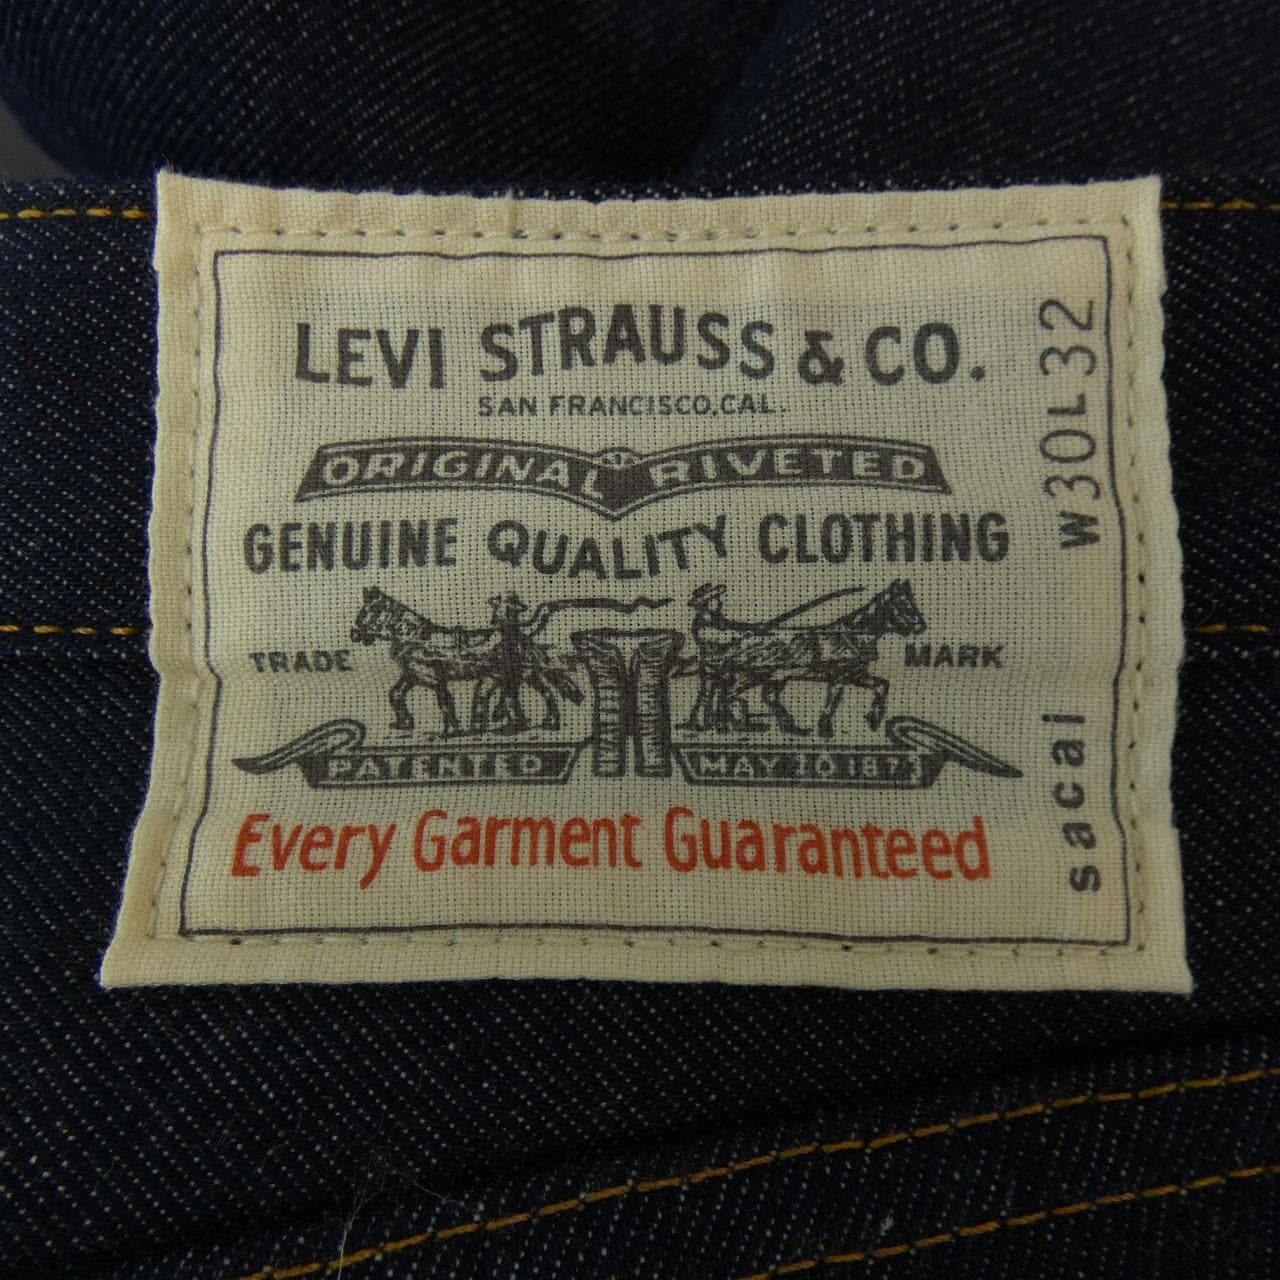 LEVI STRAUSS & CO.
SAN FRANCISCO, CAL.
ORIGINAL RIVETED
GENUINE QUALITY CLOTHING
TRADE MARK
PATENTED MAY 20 1873
Every Garment Guaranteed
W30L32
sacai